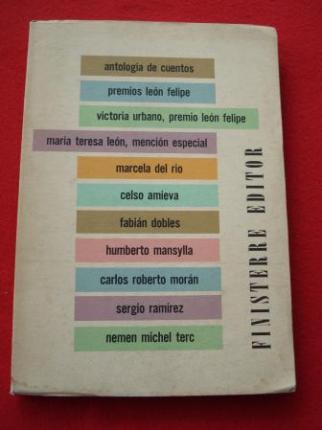 antología de cuentos
premios león felipe
victoria urbano, premio león felipe
maría teresa león, mención especial
marcela del río
celso amieva
fabián dobles
humberto mansylla
carlos roberto morán
sergio ramírez
nemen michel terc
FINISTERRE EDITOR